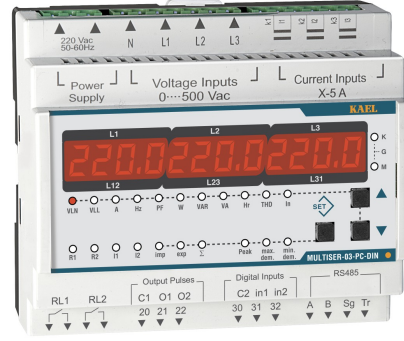 220 Vac
50-60Hz
N L1 L2 L3
k1 l1 k2 l2 k3 l3
Power
Supply
Voltage Inputs
0····500 Vac
Current Inputs
X-5 A
KAEL
L1 L2 L3
220.0 220.0 220.0
L12 L23 L31
K
G
M
VLN VLL A Hz PF W VAR VA Hr THD In
SET
R1 R2 I1 I2 imp exp Σ Peak max. dem. min. dem.
MULTISER-03-PC-DIN
RL1 RL2
Output Pulses
C1 O1 O2
20 21 22
Digital Inputs
C2 in1 in2
30 31 32
RS485
A B Sg Tr